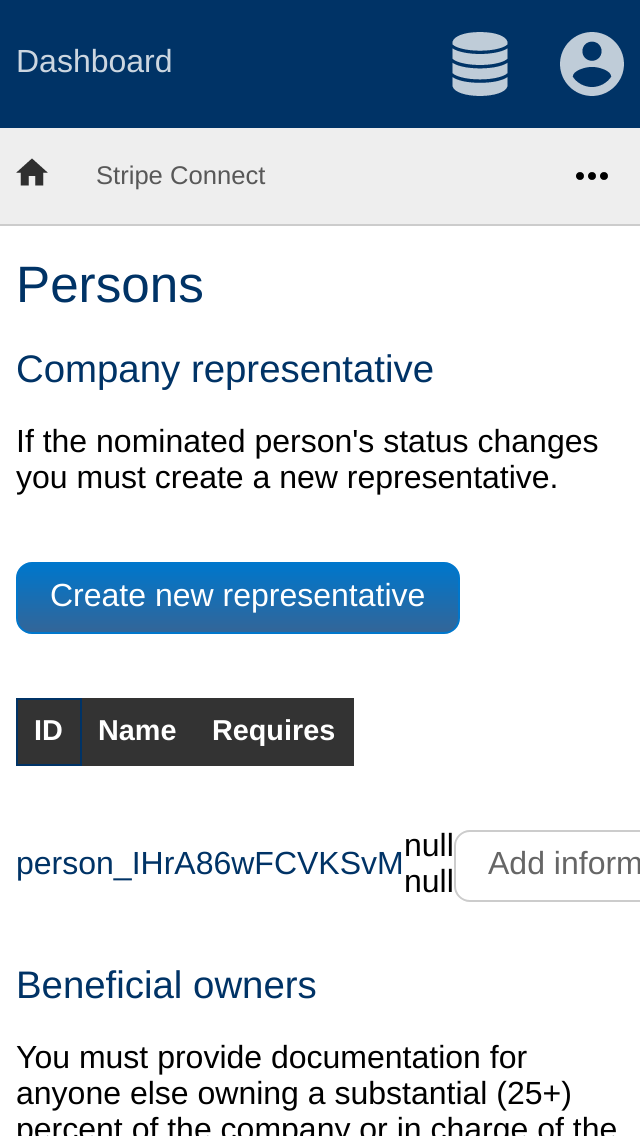 Dashboard
Stripe Connect
Persons
Company representative
If the nominated person's status changes
you must create a new representative.
Create new representative
ID Name Requires
person_IHrA86wFCVKSvM null null Add inform
Beneficial owners
You must provide documentation for
anyone else owning a substantial (25+)
percent of the company or in charge of the